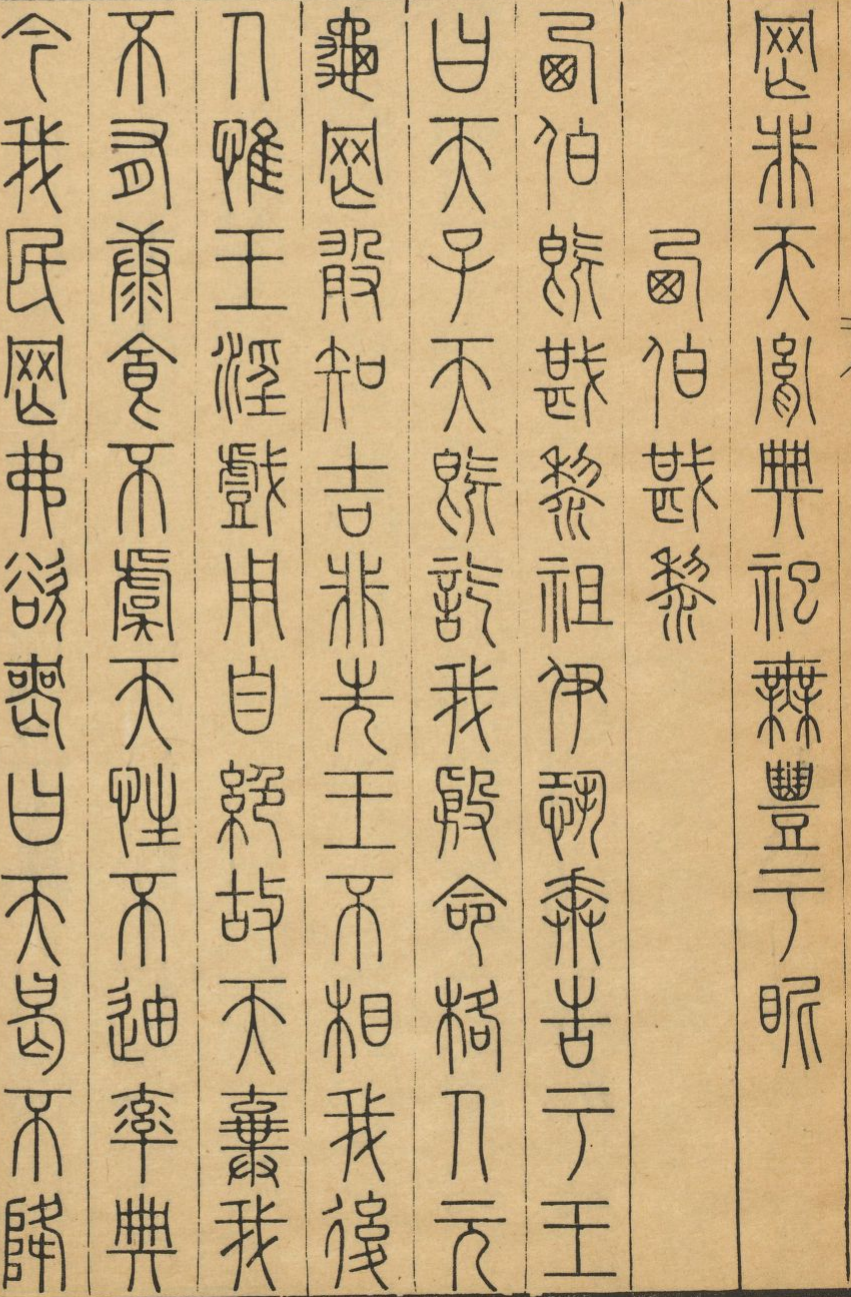 罔非天胤典祀無豐于昵
西伯戡黎
西伯既戡黎祖伊恐奔告于王
曰天子天既訖我殷命格人元
龜罔敢知吉非先王不相我後
人惟王淫戲用自絕故天棄我
不有康食不虞天性不迪率典
今我民罔弗欲喪曰天曷不降